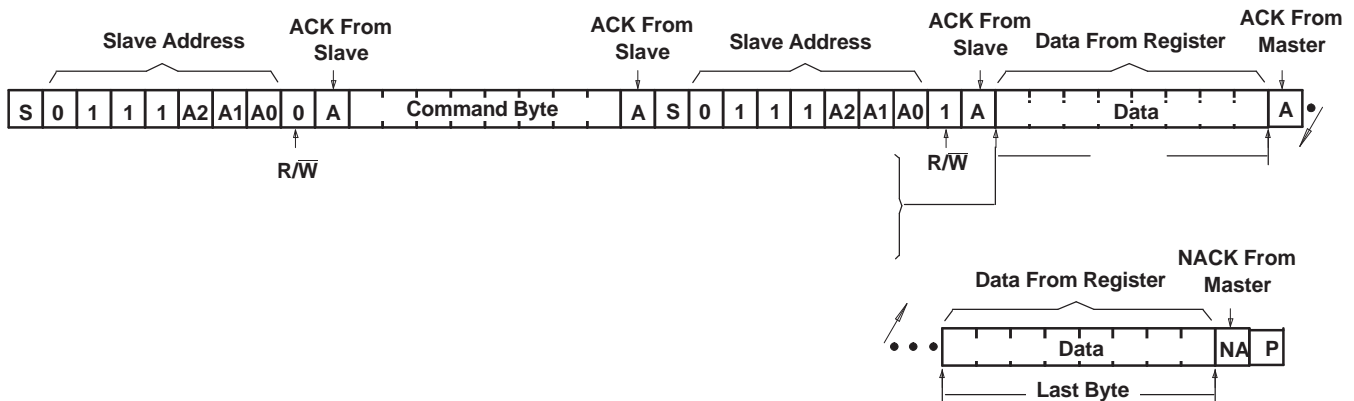 Slave Address
ACK From
Slave
ACK From
Slave
Slave Address
ACK From
Slave
Data From Register
ACK From
Master
S 0 1 1 1 A2 A1 A0 0 A Command Byte A S 0 1 1 1 A2 A1 A0 1 A Data A
R/W̅
R/W̅
Data From Register
NACK From
Master
Data NA P
Last Byte